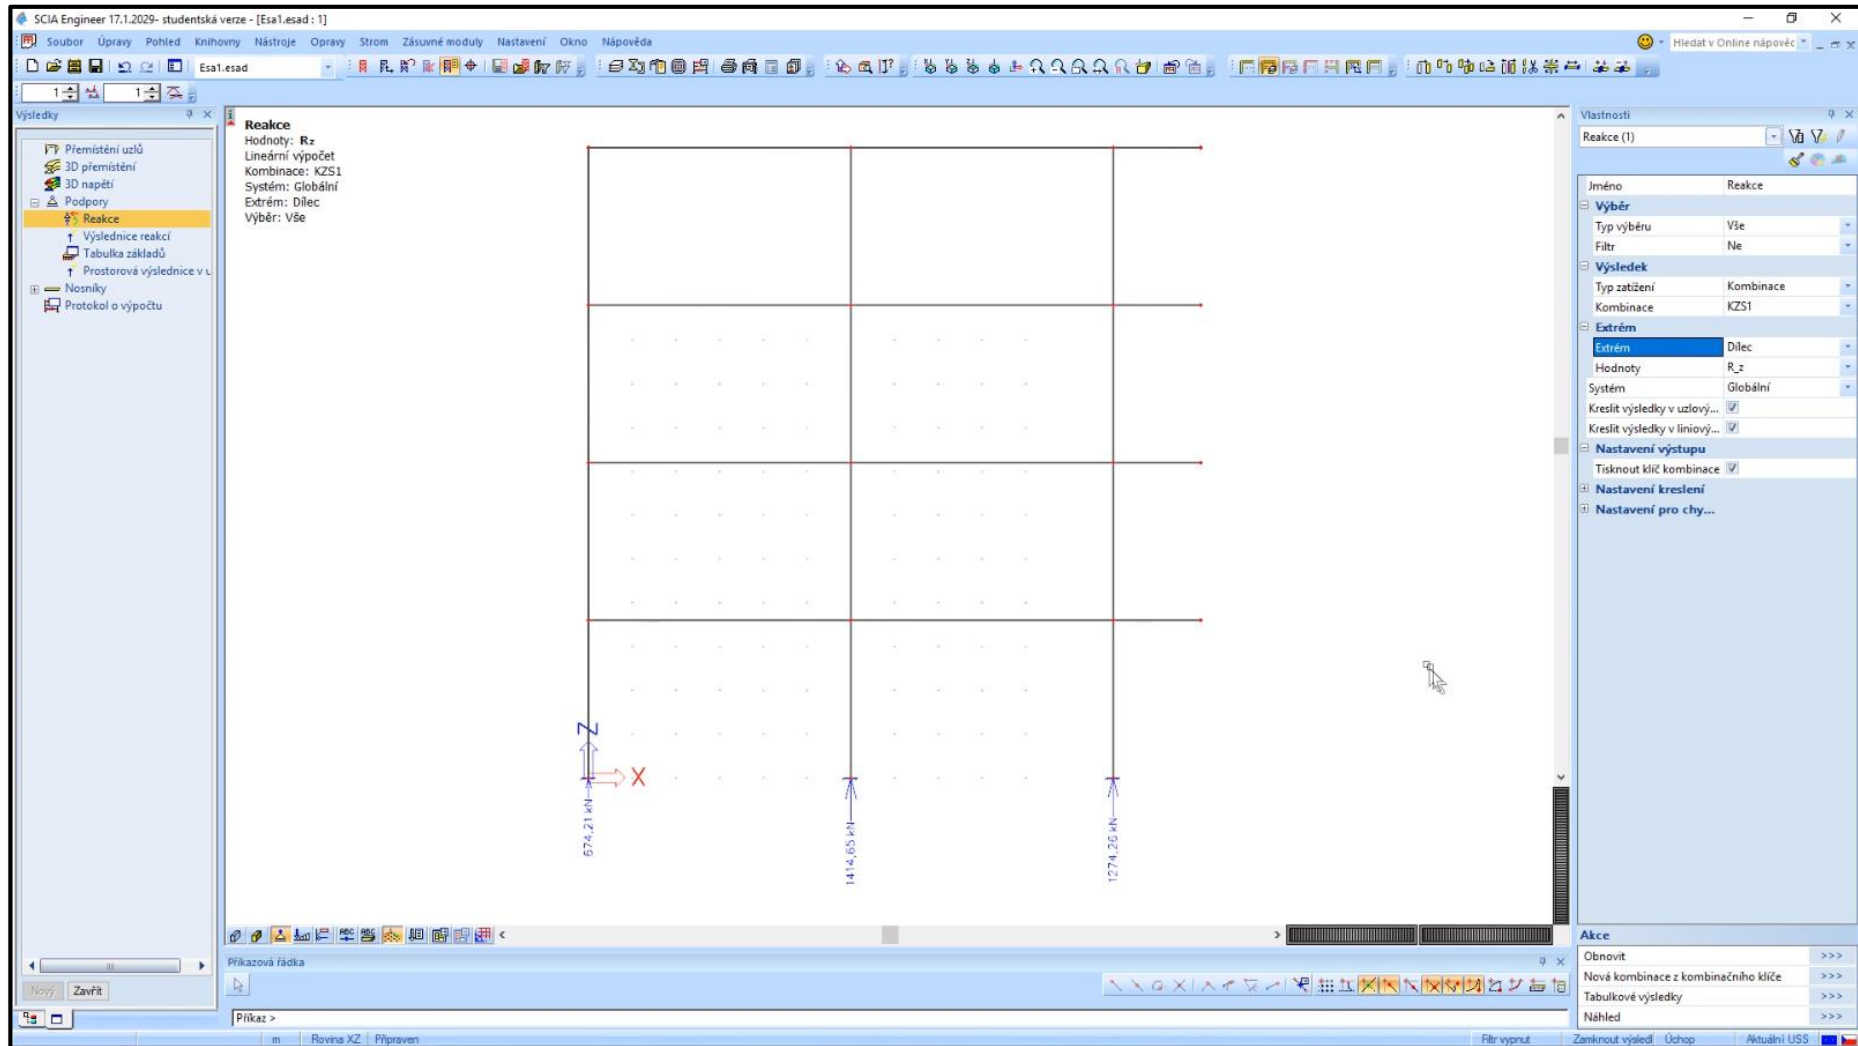 SCIA Engineer 17.1.2029- studentská verze - [Esa1.esad : 1]
Soubor Úpravy Pohled Knihovny Nástroje Opravy Strom Zásuvné moduly Nastavení Okno Nápověda
Hledat v Online nápověc
Esa1.esad
1
1
Výsledky
Přemístění uzlů
3D přemístění
3D napětí
Podpory
Reakce
Výslednice reakcí
Tabulka základů
Prostorová výslednice v u
Nosníky
Protokol o výpočtu
Nový Zavřít
Reakce
Hodnoty: Rz
Lineární výpočet
Kombinace: KZS1
Systém: Globální
Extrém: Dílec
Výběr: Vše
Z
X
674,21 kN
1414,65 kN
1274,26 kN
Příkazová řádka
Příkaz >
Vlastnosti
Reakce (1)
Jméno Reakce
Výběr
Typ výběru Vše
Filtr Ne
Výsledek
Typ zatížení Kombinace
Kombinace KZS1
Extrém
Extrém Dílec
Hodnoty R_z
Systém Globální
Kreslit výsledky v uzlový...
Kreslit výsledky v liniový...
Nastavení výstupu
Tisknout klíč kombinace
Nastavení kreslení
Nastavení pro chy...
Akce
Obnovit >>>
Nová kombinace z kombinačního klíče >>>
Tabulkové výsledky >>>
Náhled >>>
m Rovina XZ Připraven Filtr vypnut Zamknout výsledl Úchop Aktuální USS